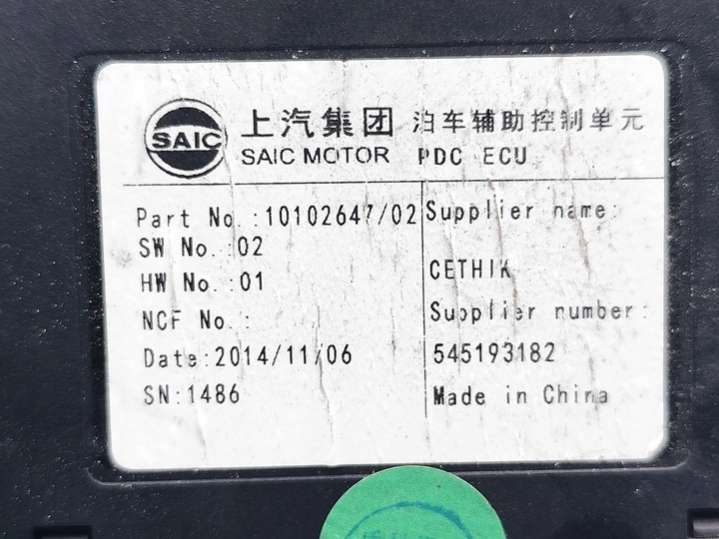 SAIC
上汽集团 泊车辅助控制单元
SAIC MOTOR PDC ECU
Part No.:10102647/02
SW No.:02
HW No.:01
NCF No.:
Date:2014/11/06
SN:1486
Supplier name:
CETHIK
Supplier number:
545193182
Made in China